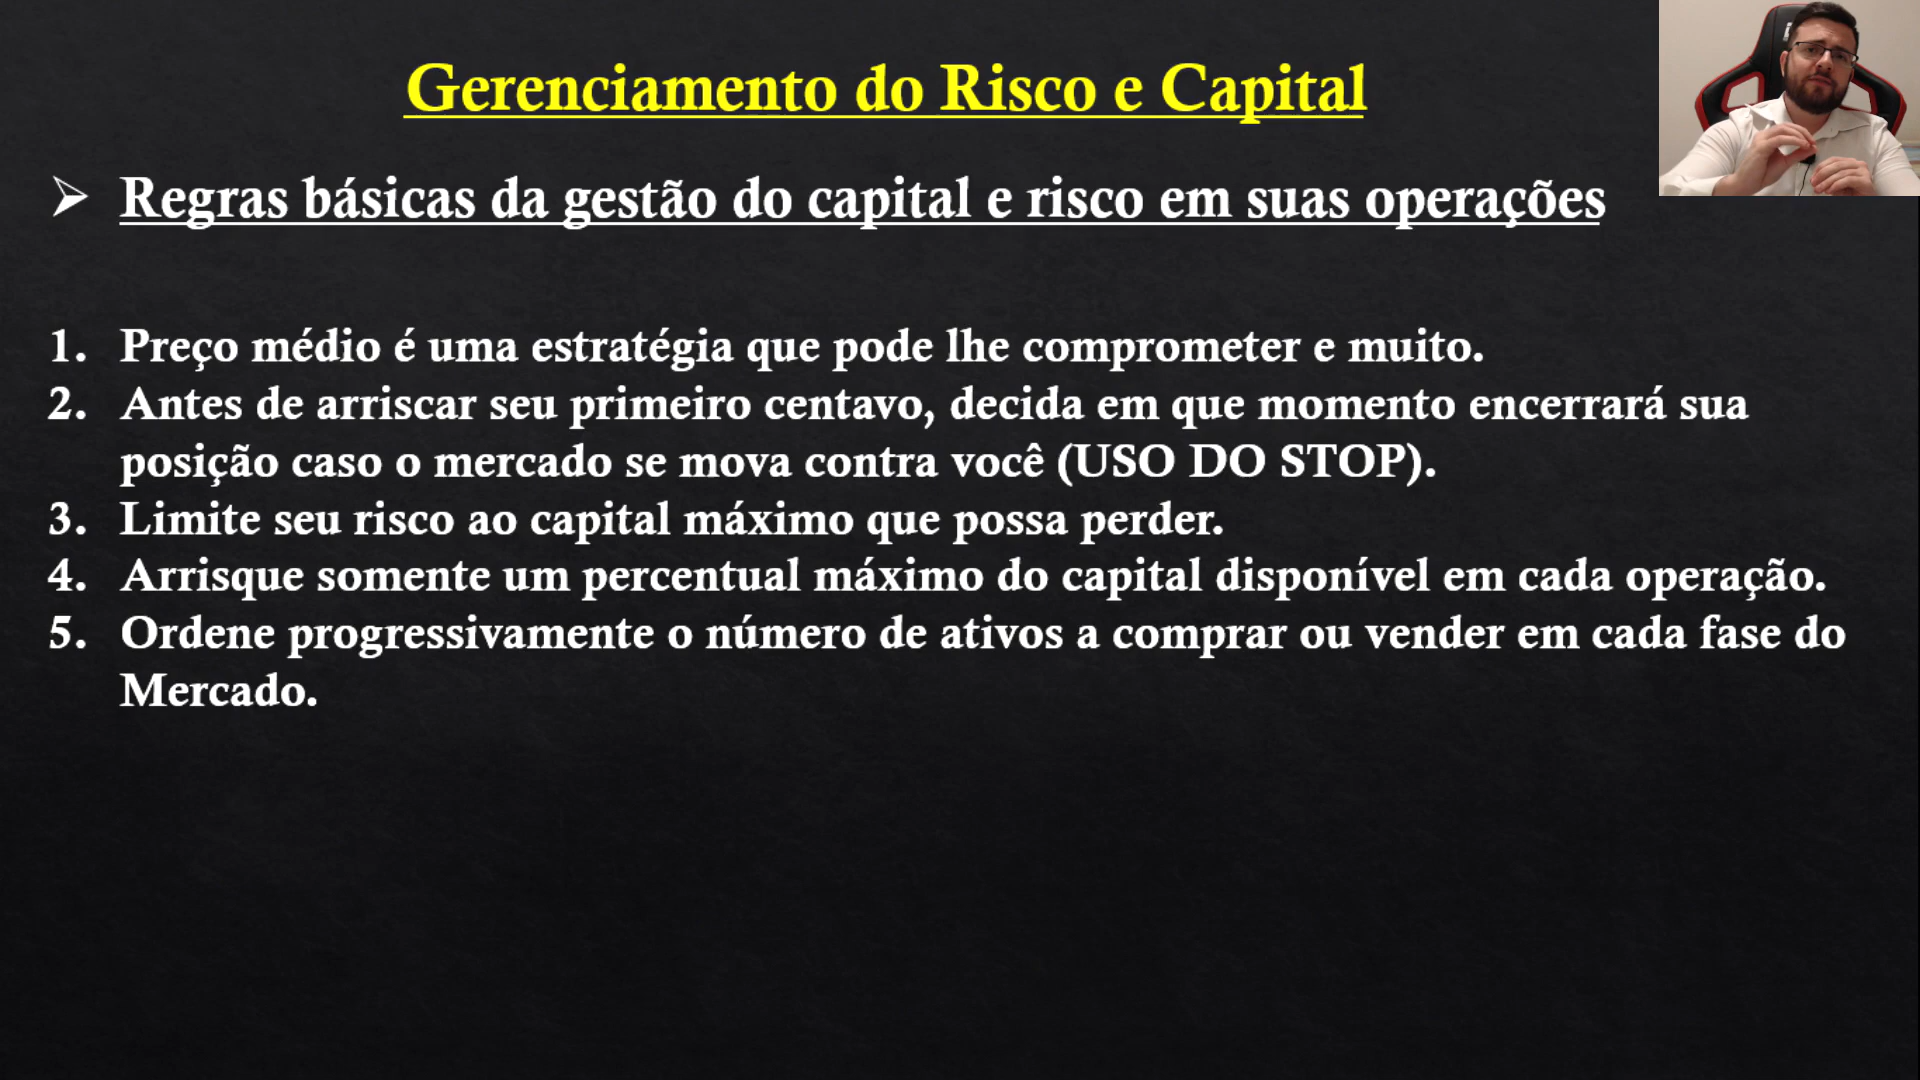 Gerenciamento do Risco e Capital
Regras básicas da gestão do capital e risco em suas operações
1. Preço médio é uma estratégia que pode lhe comprometer e muito.
2. Antes de arriscar seu primeiro centavo, decida em que momento encerrará sua
posição caso o mercado se mova contra você (USO DO STOP).
3. Limite seu risco ao capital máximo que possa perder.
4. Arrisque somente um percentual máximo do capital disponível em cada operação.
5. Ordene progressivamente o número de ativos a comprar ou vender em cada fase do
Mercado.